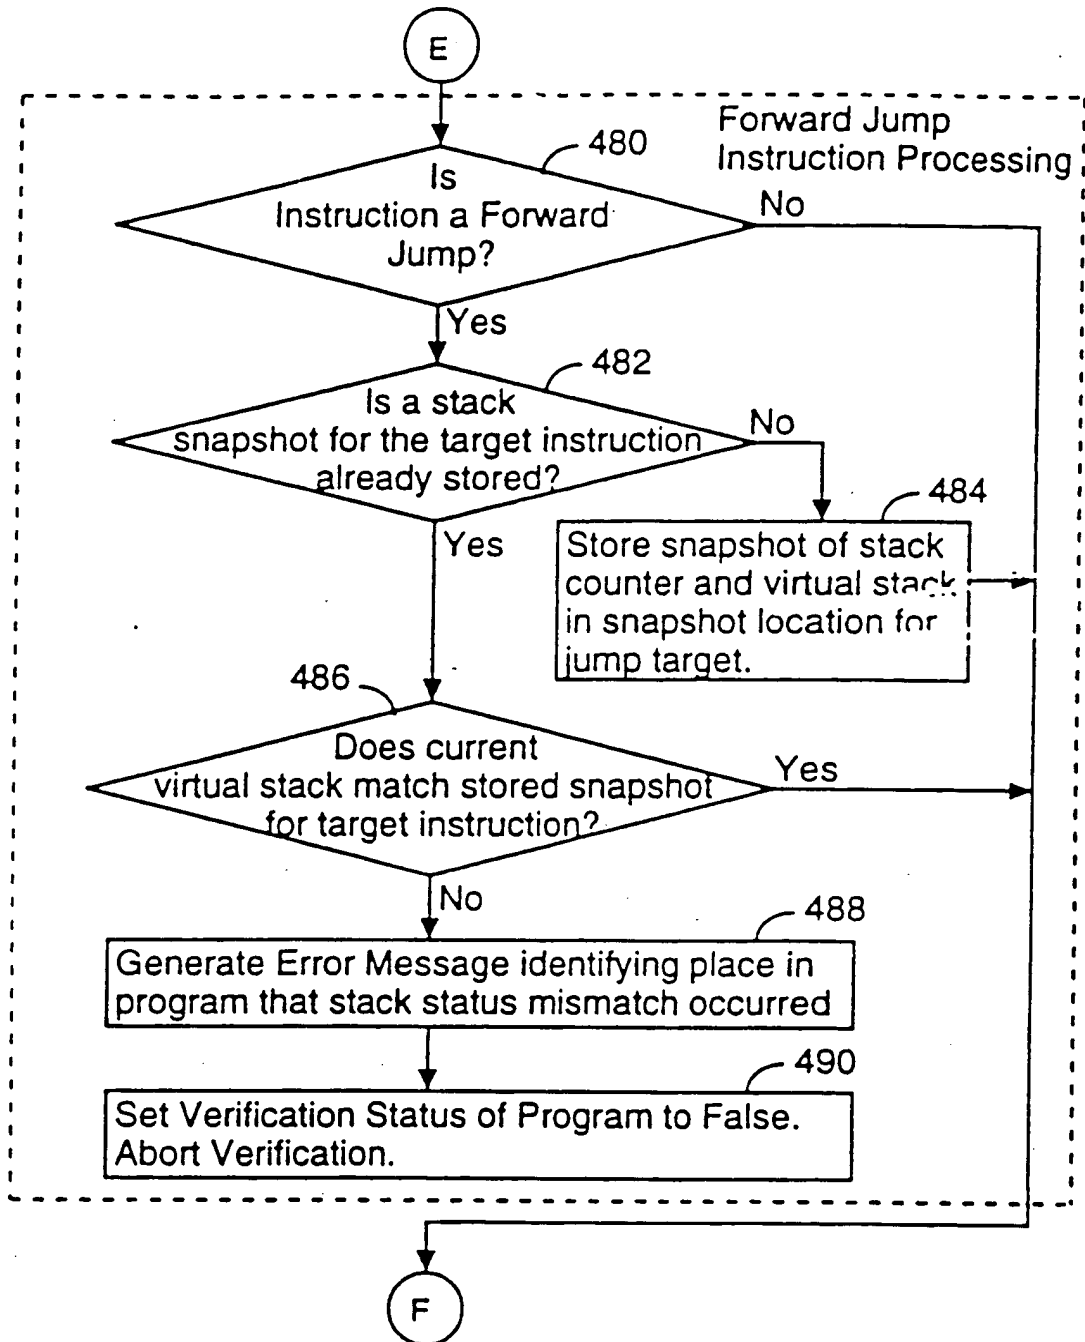 E
Forward Jump
Instruction Processing
480
Is
Instruction a Forward
Jump?
No
Yes
482
Is a stack
snapshot for the target instruction
already stored?
No
Yes
484
Store snapshot of stack
counter and virtual stack
in snapshot location for
jump target.
486
Does current
virtual stack match stored snapshot
for target instruction?
Yes
No
488
Generate Error Message identifying place in
program that stack status mismatch occurred
490
Set Verification Status of Program to False.
Abort Verification.
F